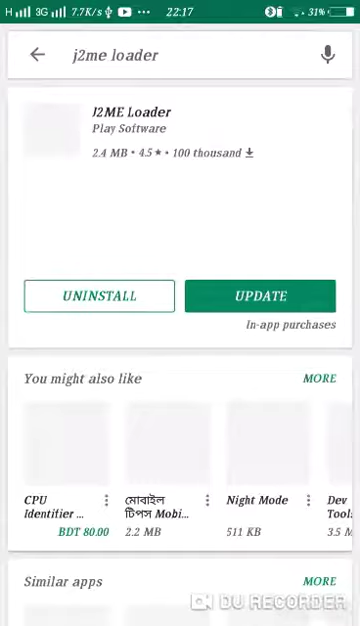 H 3G 7.7K/s 22:17 31%
j2me loader
J2ME Loader
Play Software
2.4 MB • 4.5 ★ • 100 thousand
UNINSTALL UPDATE
In-app purchases
You might also like MORE
CPU Identifier ... BDT 80.00
মোবাইল টিপস Mobi... 2.2 MB
Night Mode 511 KB
Dev Tool: 3.5 M
Similar apps MORE
DU RECORDER